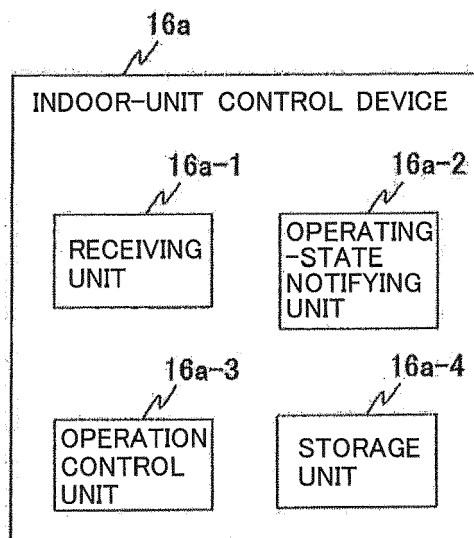 16a
INDOOR-UNIT CONTROL DEVICE
16a-1
16a-2
RECEIVING
UNIT
OPERATING
-STATE
NOTIFYING
UNIT
16a-3
16a-4
OPERATION
CONTROL
UNIT
STORAGE
UNIT